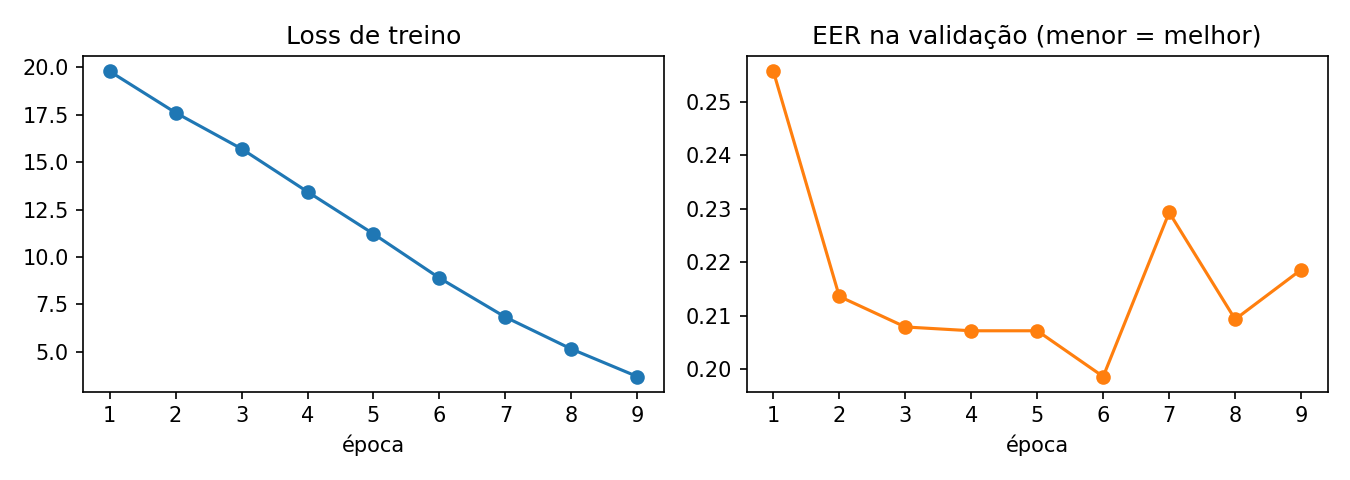 Loss de treino
20.0
17.5
15.0
12.5
10.0
7.5
5.0
1 2 3 4 5 6 7 8 9
época
EER na validação (menor = melhor)
0.25
0.24
0.23
0.22
0.21
0.20
1 2 3 4 5 6 7 8 9
época